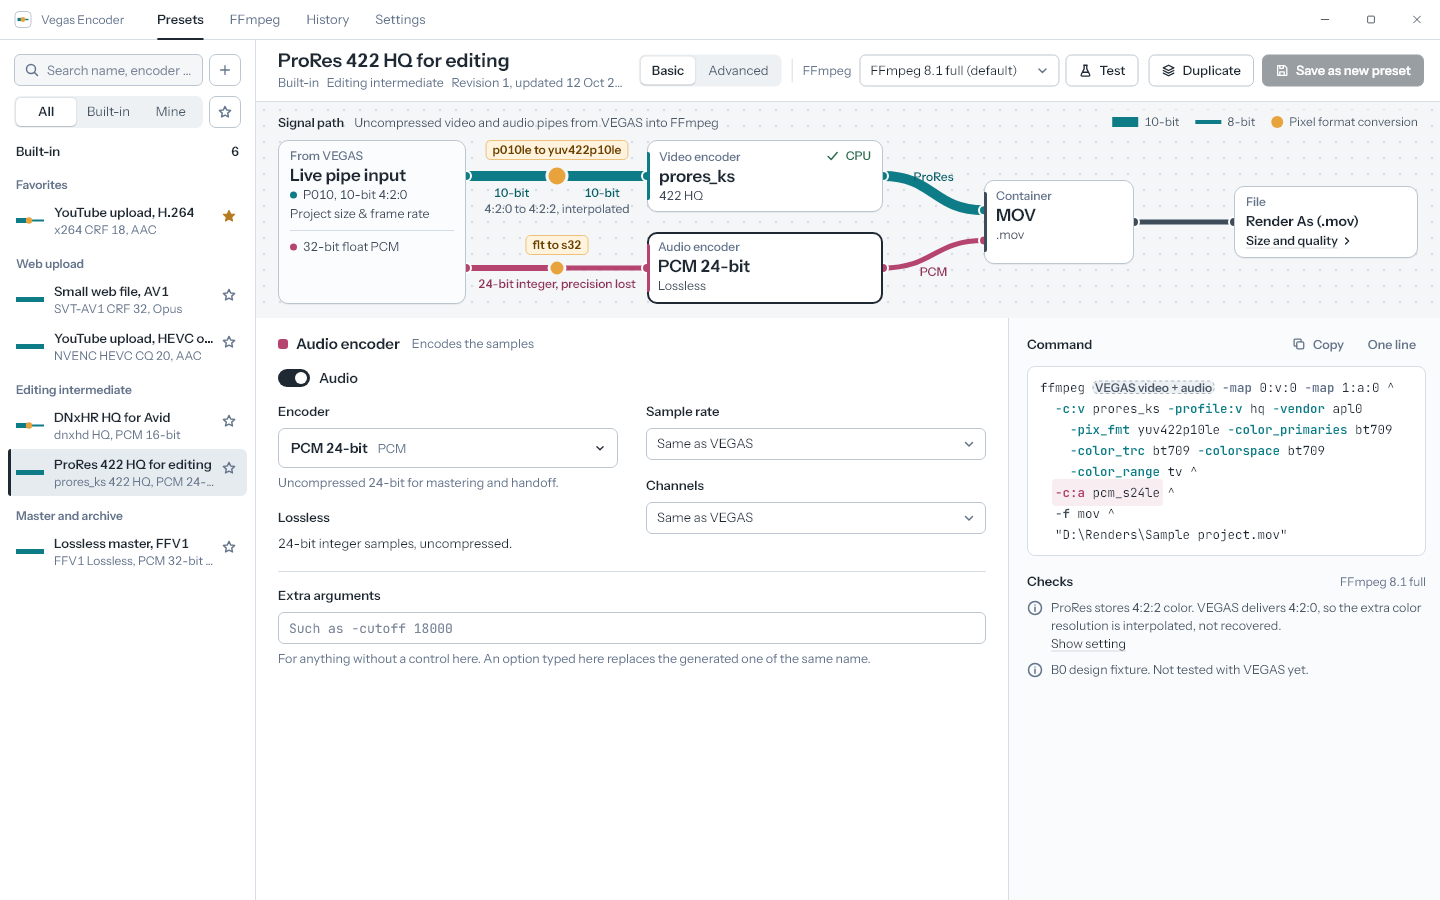 Vegas Encoder
Presets
FFmpeg
History
Settings
Search name, encoder ...
All
Built-in
Mine
Built-in 6
Favorites
YouTube upload, H.264
x264 CRF 18, AAC
Web upload
Small web file, AV1
SVT-AV1 CRF 32, Opus
YouTube upload, HEVC o...
NVENC HEVC CQ 20, AAC
Editing intermediate
DNxHR HQ for Avid
dnxhd HQ, PCM 16-bit
ProRes 422 HQ for editing
prores_ks 422 HQ, PCM 24-...
Master and archive
Lossless master, FFV1
FFV1 Lossless, PCM 32-bit ...
ProRes 422 HQ for editing
Built-in Editing intermediate Revision 1, updated 12 Oct 2...
Basic
Advanced
FFmpeg
FFmpeg 8.1 full (default)
Test
Duplicate
Save as new preset
Signal path Uncompressed video and audio pipes from VEGAS into FFmpeg
10-bit
8-bit
Pixel format conversion
From VEGAS
Live pipe input
P010, 10-bit 4:2:0
Project size & frame rate
32-bit float PCM
p010le to yuv422p10le
10-bit 10-bit
4:2:0 to 4:2:2, interpolated
flt to s32
24-bit integer, precision lost
Video encoder
CPU
prores_ks
422 HQ
Audio encoder
PCM 24-bit
Lossless
ProRes
PCM
Container
MOV
.mov
File
Render As (.mov)
Size and quality
Audio encoder Encodes the samples
Audio
Encoder
PCM 24-bit PCM
Uncompressed 24-bit for mastering and handoff.
Lossless
24-bit integer samples, uncompressed.
Sample rate
Same as VEGAS
Channels
Same as VEGAS
Extra arguments
Such as -cutoff 18000
For anything without a control here. An option typed here replaces the generated one of the same name.
Command
Copy
One line
ffmpeg VEGAS video + audio -map 0:v:0 -map 1:a:0 ^
-c:v prores_ks -profile:v hq -vendor apl0
-pix_fmt yuv422p10le -color_primaries bt709
-color_trc bt709 -colorspace bt709
-color_range tv ^
-c:a pcm_s24le ^
-f mov ^
"D:\Renders\Sample project.mov"
Checks
FFmpeg 8.1 full
ProRes stores 4:2:2 color. VEGAS delivers 4:2:0, so the extra color
resolution is interpolated, not recovered.
Show setting
B0 design fixture. Not tested with VEGAS yet.